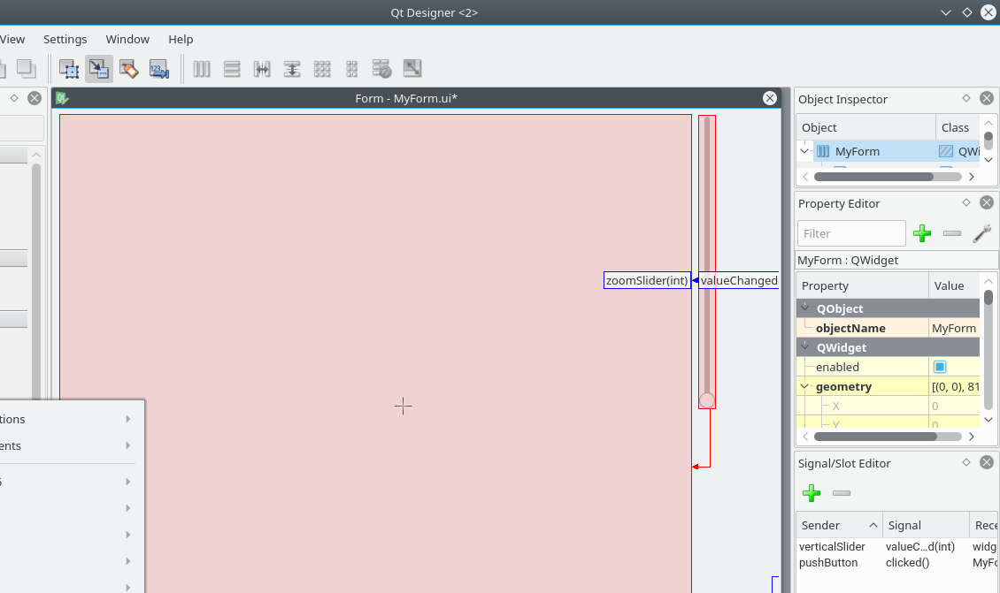 Qt Designer <2>
View Settings Window Help
Form - MyForm.ui*
zoomSlider(int)
valueChanged
tions
ents
Object Inspector
Object Class
MyForm QWi
Property Editor
Filter
MyForm : QWidget
Property Value
QObject
objectName MyForm
QWidget
enabled
geometry [(0, 0), 81
X 0
Y 0
Signal/Slot Editor
Sender Signal Rece
verticalSlider valueC...d(int) widg
pushButton clicked() MyFo